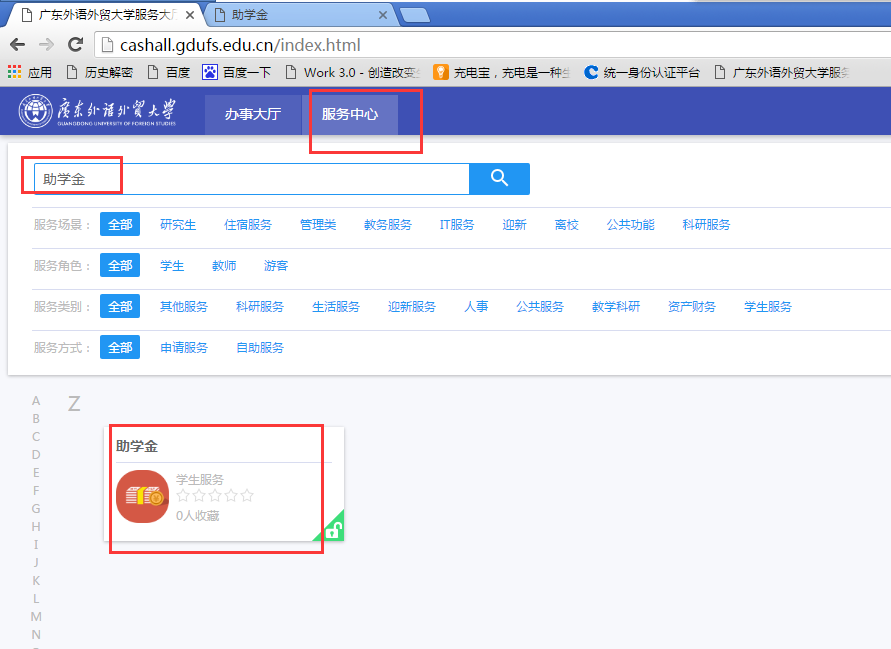 广东外语外贸大学服务大厅
助学金
cashall.gdufs.edu.cn/index.html
应用 历史解密 百度 百度一下 Work 3.0 - 创造改变 充电宝，充电是一种生 统一身份认证平台 广东外语外贸大学服务
廣东外语外贸大学 办事大厅 服务中心
GUANGDONG UNIVERSITY OF FOREIGN STUDIES
助学金
服务场景： 全部 研究生 住宿服务 管理类 教务服务 IT服务 迎新 离校 公共功能 科研服务
服务角色： 全部 学生 教师 游客
服务类别： 全部 其他服务 科研服务 生活服务 迎新服务 人事 公共服务 教学科研 资产财务 学生服务
服务方式： 全部 申请服务 自助服务
A
B
C
D
E
F
G
H
I
J
K
L
M
N
Z
助学金
学生服务
0人收藏